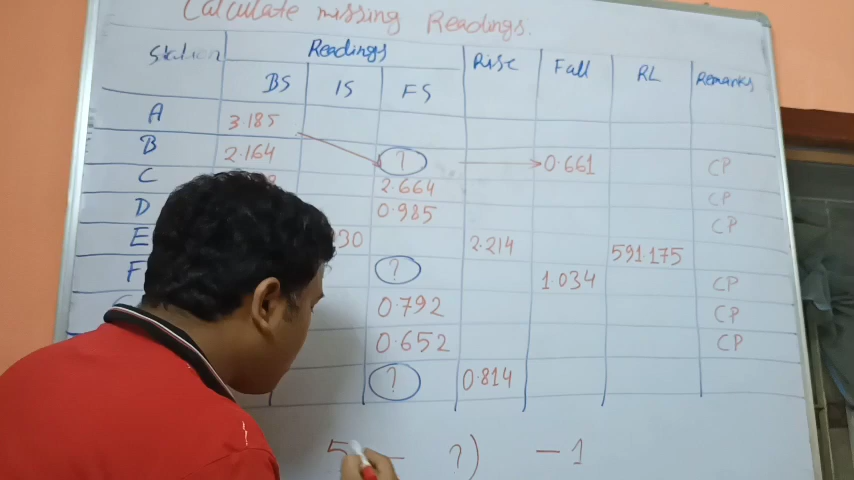 Calculate missing Readings.
Station Readings Rise Fall RL Remarks
BS IS FS
A 3.185
B 2.164 ? 0.661 CP
C 2.664 CP
D 0.985 CP
E 30 2.214 591.175
F ? 1.034 CP
0.792 CP
0.652 CP
? 0.814
5 — ?) — 1